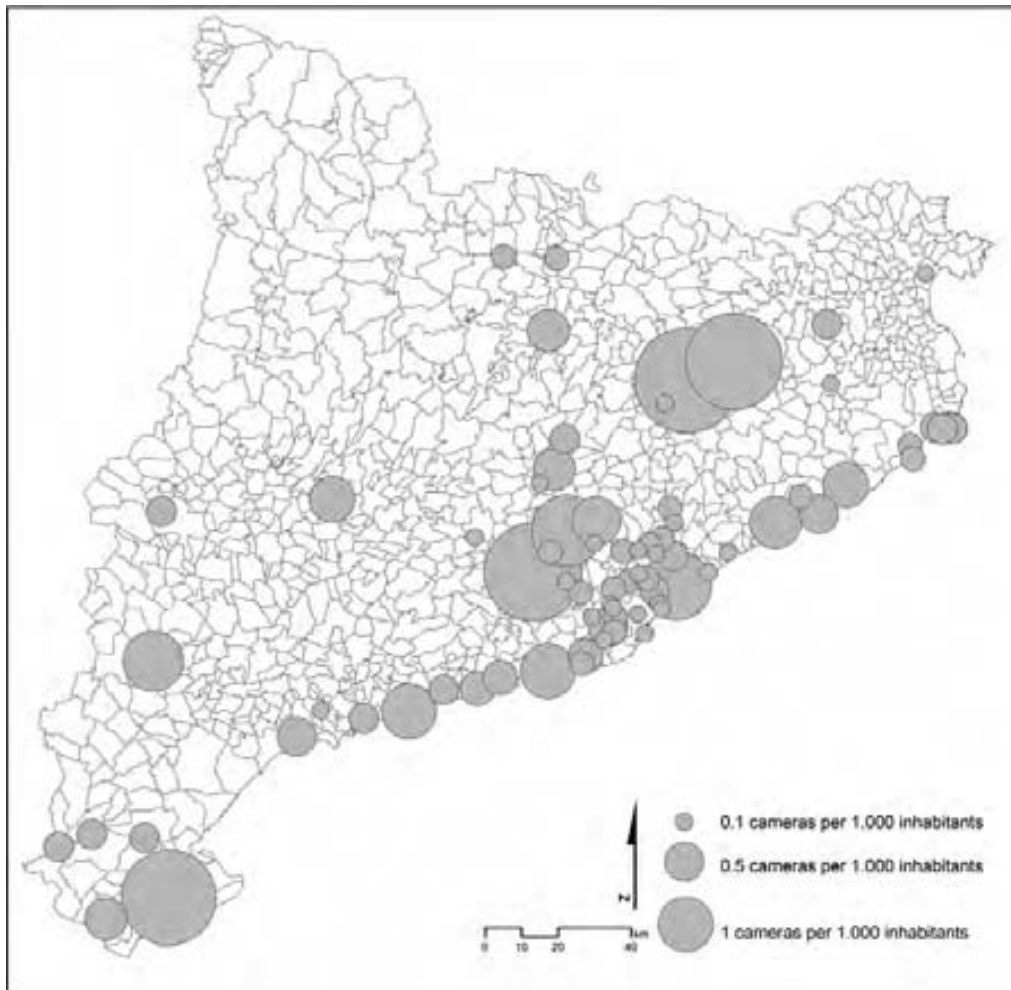 0.1 cameras per 1.000 inhabitants
0.5 cameras per 1.000 inhabitants
1 cameras per 1.000 inhabitants
N
0 10 20 40 km